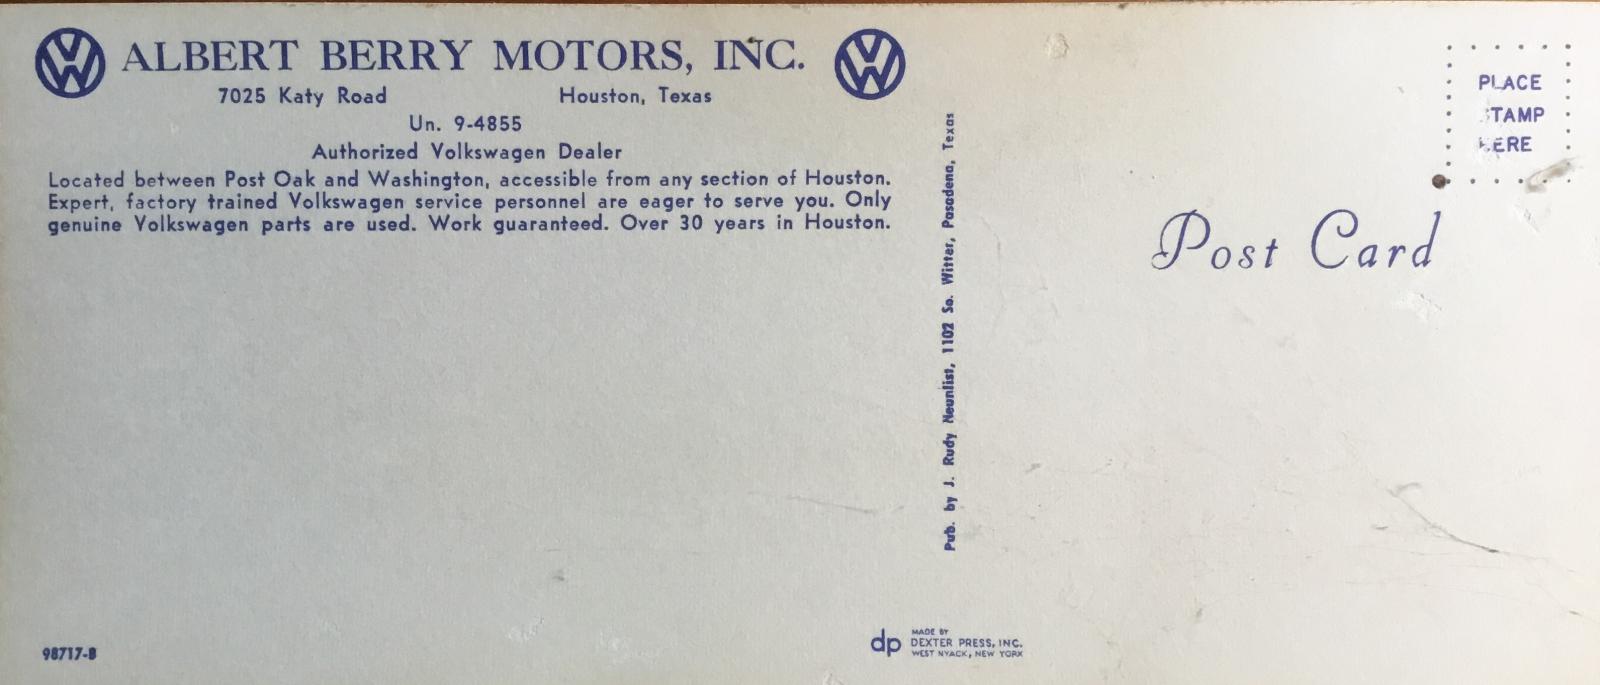 ALBERT BERRY MOTORS, INC.
7025 Katy Road Houston, Texas
Un. 9-4855
Authorized Volkswagen Dealer
Located between Post Oak and Washington, accessible from any section of Houston.
Expert, factory trained Volkswagen service personnel are eager to serve you. Only
genuine Volkswagen parts are used. Work guaranteed. Over 30 years in Houston.
98717-B
Pub. by J. Rudy Neunlist, 1102 So. Witter, Pasadena, Texas
dp
MADE BY
DEXTER PRESS, INC.
WEST NYACK, NEW YORK
PLACE
STAMP
HERE
Post Card